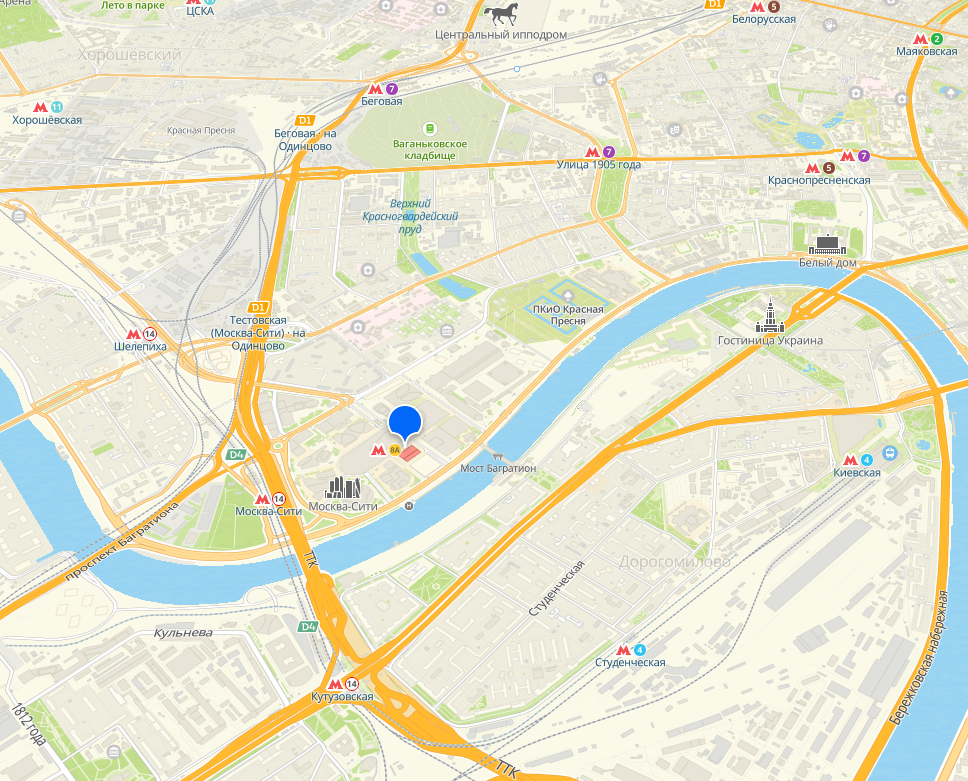 Арена
Лето в парке
ЦСКА
D1
5
Белорусская
Центральный ипподром
2
Маяковская
Хорошевский
7
Беговая
11
Хорошёвская
D1
Беговая · на
Одинцово
Красная Пресня
Ваганьковское
кладбище
7
Улица 1905 года
7
5
Краснопресненская
Верхний
Красногвардейский
пруд
Белый дом
D1
Тестовская
(Москва-Сити) · на
Одинцово
14
Шелепиха
ПКиО Красная
Пресня
Гостиница Украина
8А
D4
Мост Багратион
4
Киевская
14
Москва-Сити
Москва-Сити
проспект Багратиона
ТТК
Дорогомилово
Студенческая
D4
Кульнева
4
Студенческая
14
Кутузовская
Бережковская набережная
1812 года
ТТК